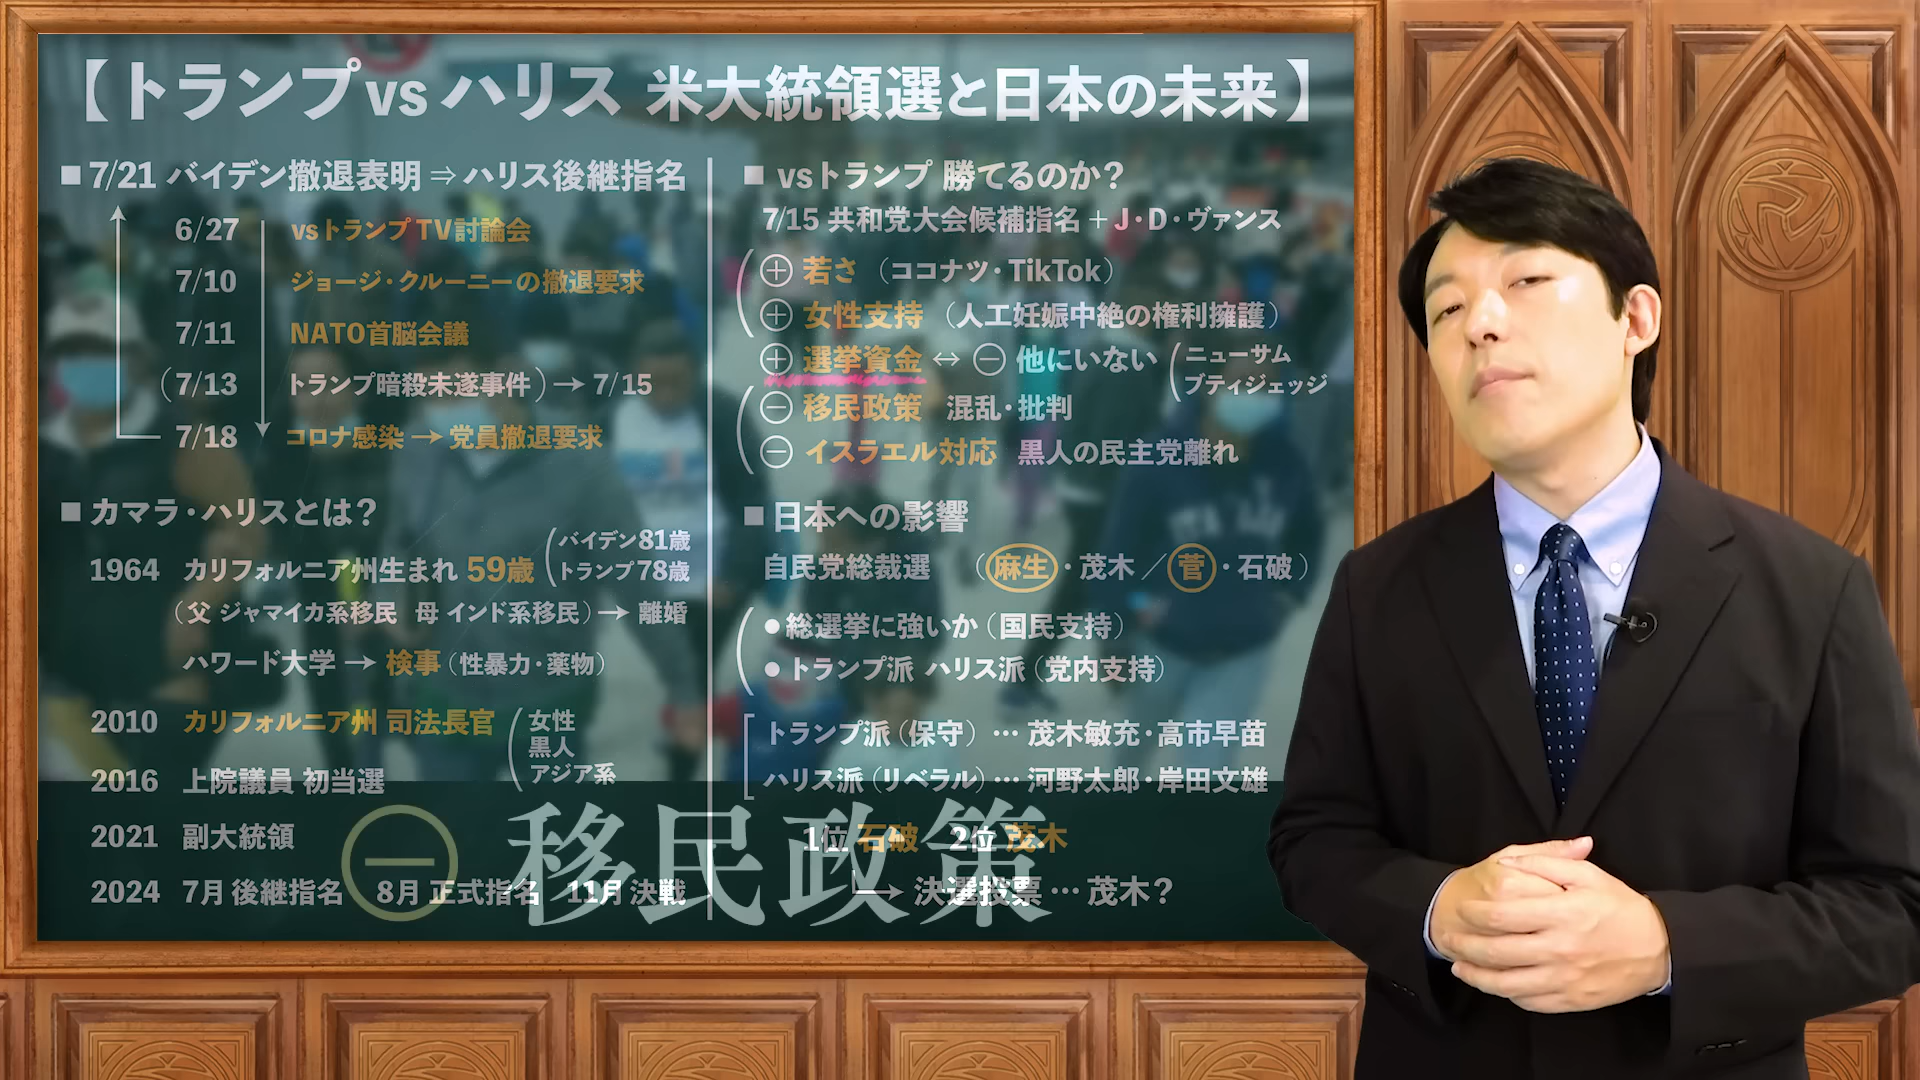 【トランプvsハリス 米大統領選と日本の未来】
■7/21 バイデン撤退表明⇒ハリス後継指名
6/27 vsトランプTV討論会
7/10 ジョージ・クルーニーの撤退要求
7/11 NATO首脳会議
(7/13 トランプ暗殺未遂事件)→7/15
7/18 コロナ感染→党員撤退要求
■カマラ・ハリスとは?
1964 カリフォルニア州生まれ 59歳
(バイデン81歳
トランプ78歳
(父 ジャマイカ系移民 母 インド系移民)→離婚
ハワード大学→検事(性暴力・薬物)
2010 カリフォルニア州 司法長官
(女性
黒人
アジア系
2016 上院議員 初当選
2021 副大統領
2024 7月後継指名 8月正式指名 11月決戦
■vsトランプ 勝てるのか?
7/15 共和党大会候補指名+J・D・ヴァンス
⊕若さ(ココナツ・TikTok)
⊕女性支持(人工妊娠中絶の権利擁護)
⊕選挙資金↔⊖他にいない
(ニューサム
ブティジェッジ
⊖移民政策 混乱・批判
⊖イスラエル対応 黒人の民主党離れ
■日本への影響
自民党総裁選(麻生・茂木/菅・石破)
●総選挙に強いか(国民支持)
●トランプ派 ハリス派(党内支持)
トランプ派(保守)…茂木敏充・高市早苗
ハリス派(リベラル)…河野太郎・岸田文雄
1位 石破 2位 茂木
→決選投票…茂木?
⊖移民政策